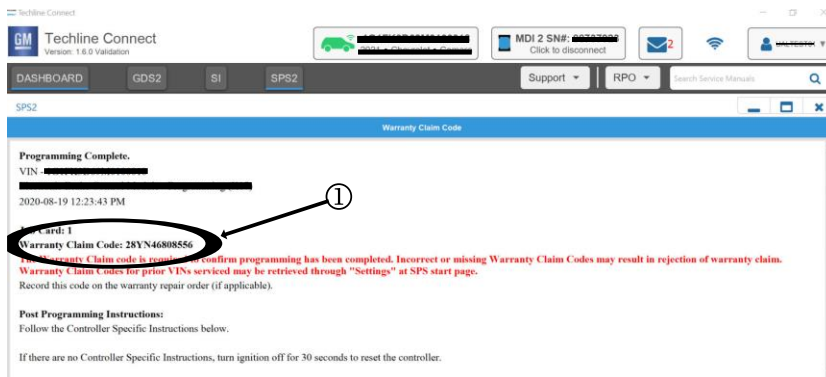 Techline Connect
GM
Techline Connect
Version: 1.6.0 Validation
2021 • Chevrolet • Camaro
MDI 2 SN#:
Click to disconnect
2
DASHBOARD GDS2 SI SPS2 Support RPO Search Service Manuals
SPS2
Warranty Claim Code
Programming Complete.
VIN -
2020-08-19 12:23:43 PM
①
Card: 1
Warranty Claim Code: 28YN46808556
The Warranty Claim code is required to confirm programming has been completed. Incorrect or missing Warranty Claim Codes may result in rejection of warranty claim.
Warranty Claim Codes for prior VINs serviced may be retrieved through "Settings" at SPS start page.
Record this code on the warranty repair order (if applicable).
Post Programming Instructions:
Follow the Controller Specific Instructions below.
If there are no Controller Specific Instructions, turn ignition off for 30 seconds to reset the controller.